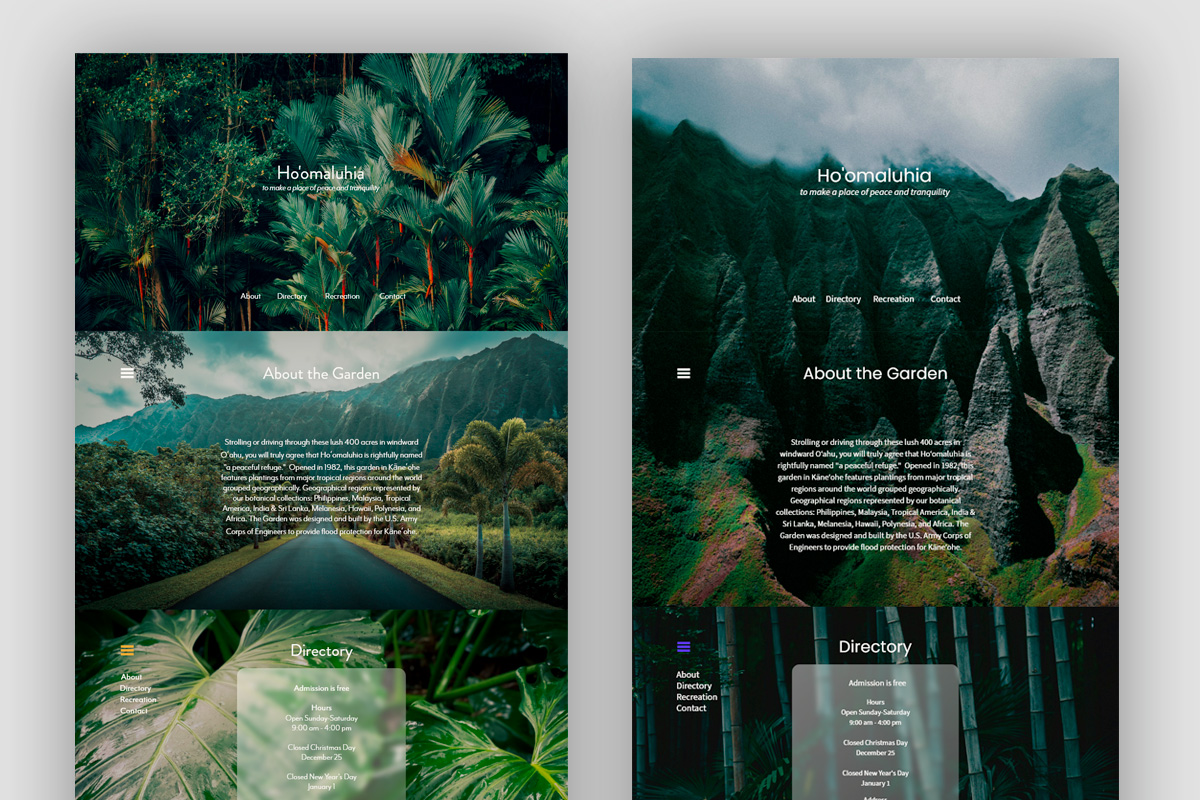 Ho'omaluhia
to make a place of peace and tranquility
About Directory Recreation Contact
About the Garden
Strolling or driving through these lush 400 acres in windward
O'ahu, you will truly agree that Ho'omaluhia is rightfully named
"a peaceful refuge." Opened in 1982, this garden in Kāne'ohe
features plantings from major tropical regions around the world
grouped geographically. Geographical regions represented by
our botanical collections: Philippines, Malaysia, Tropical
America, India & Sri Lanka, Melanesia, Hawaii, Polynesia, and
Africa. The Garden was designed and built by the U.S. Army
Corps of Engineers to provide flood protection for Kāne'ohe.
Directory
About
Directory
Recreation
Contact
Admission is free
Hours
Open Sunday-Saturday
9:00 am - 4:00 pm
Closed Christmas Day
December 25
Closed New Year's Day
January 1
Ho'omaluhia
to make a place of peace and tranquility
About Directory Recreation Contact
About the Garden
Strolling or driving through these lush 400 acres in
windward O'ahu, you will truly agree that Ho'omaluhia is
rightfully named "a peaceful refuge." Opened in 1982, this
garden in Kāne'ohe features plantings from major tropical
regions around the world grouped geographically.
Geographical regions represented by our botanical
collections: Philippines, Malaysia, Tropical America, India &
Sri Lanka, Melanesia, Hawaii, Polynesia, and Africa. The
Garden was designed and built by the U.S. Army Corps of
Engineers to provide flood protection for Kāne'ohe.
Directory
About
Directory
Recreation
Contact
Admission is free
Hours
Open Sunday-Saturday
9:00 am - 4:00 pm
Closed Christmas Day
December 25
Closed New Year's Day
January 1